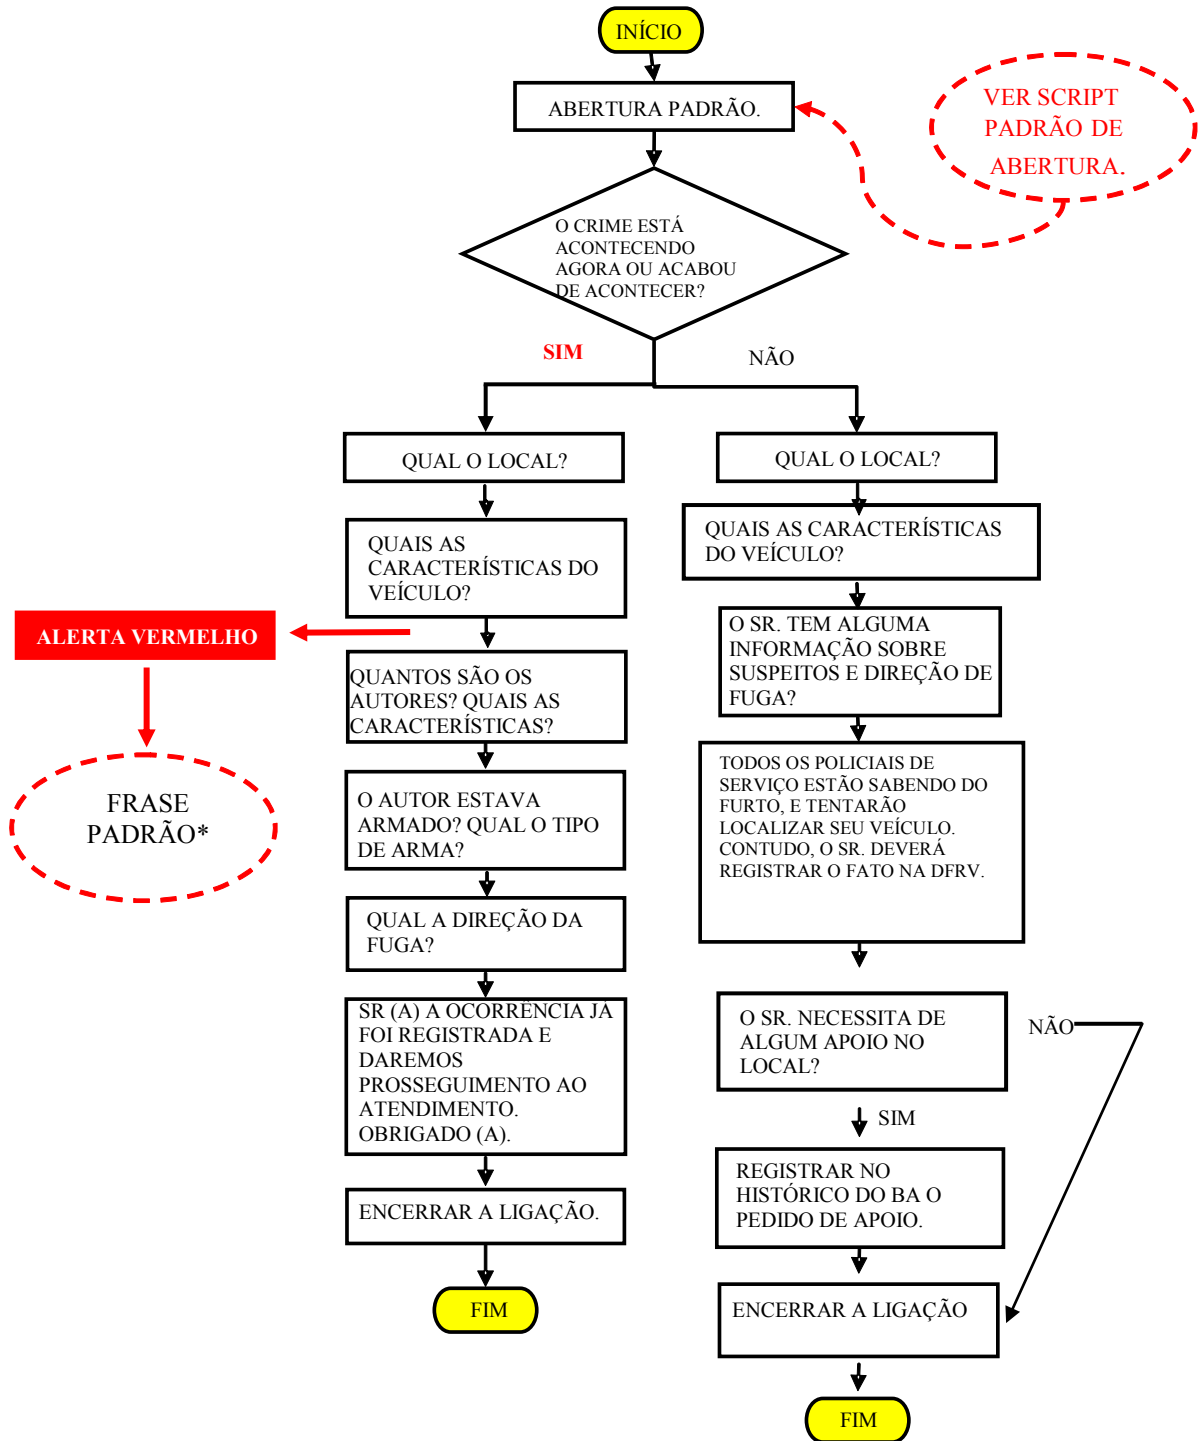 INÍCIO
ABERTURA PADRÃO.
VER SCRIPT
PADRÃO DE
ABERTURA.
O CRIME ESTÁ
ACONTECENDO
AGORA OU ACABOU
DE ACONTECER?
SIM
NÃO
QUAL O LOCAL?
QUAIS AS
CARACTERÍSTICAS DO
VEÍCULO?
ALERTA VERMELHO
FRASE
PADRÃO*
QUANTOS SÃO OS
AUTORES? QUAIS AS
CARACTERÍSTICAS?
O AUTOR ESTAVA
ARMADO? QUAL O TIPO
DE ARMA?
QUAL A DIREÇÃO DA
FUGA?
SR (A) A OCORRÊNCIA JÁ
FOI REGISTRADA E
DAREMOS
PROSSEGUIMENTO AO
ATENDIMENTO.
OBRIGADO (A).
ENCERRAR A LIGAÇÃO.
FIM
QUAL O LOCAL?
QUAIS AS CARACTERÍSTICAS
DO VEÍCULO?
O SR. TEM ALGUMA
INFORMAÇÃO SOBRE
SUSPEITOS E DIREÇÃO DE
FUGA?
TODOS OS POLICIAIS DE
SERVIÇO ESTÃO SABENDO DO
FURTO, E TENTARÃO
LOCALIZAR SEU VEÍCULO.
CONTUDO, O SR. DEVERÁ
REGISTRAR O FATO NA DFRV.
O SR. NECESSITA DE
ALGUM APOIO NO
LOCAL?
NÃO
SIM
REGISTRAR NO
HISTÓRICO DO BA O
PEDIDO DE APOIO.
ENCERRAR A LIGAÇÃO
FIM